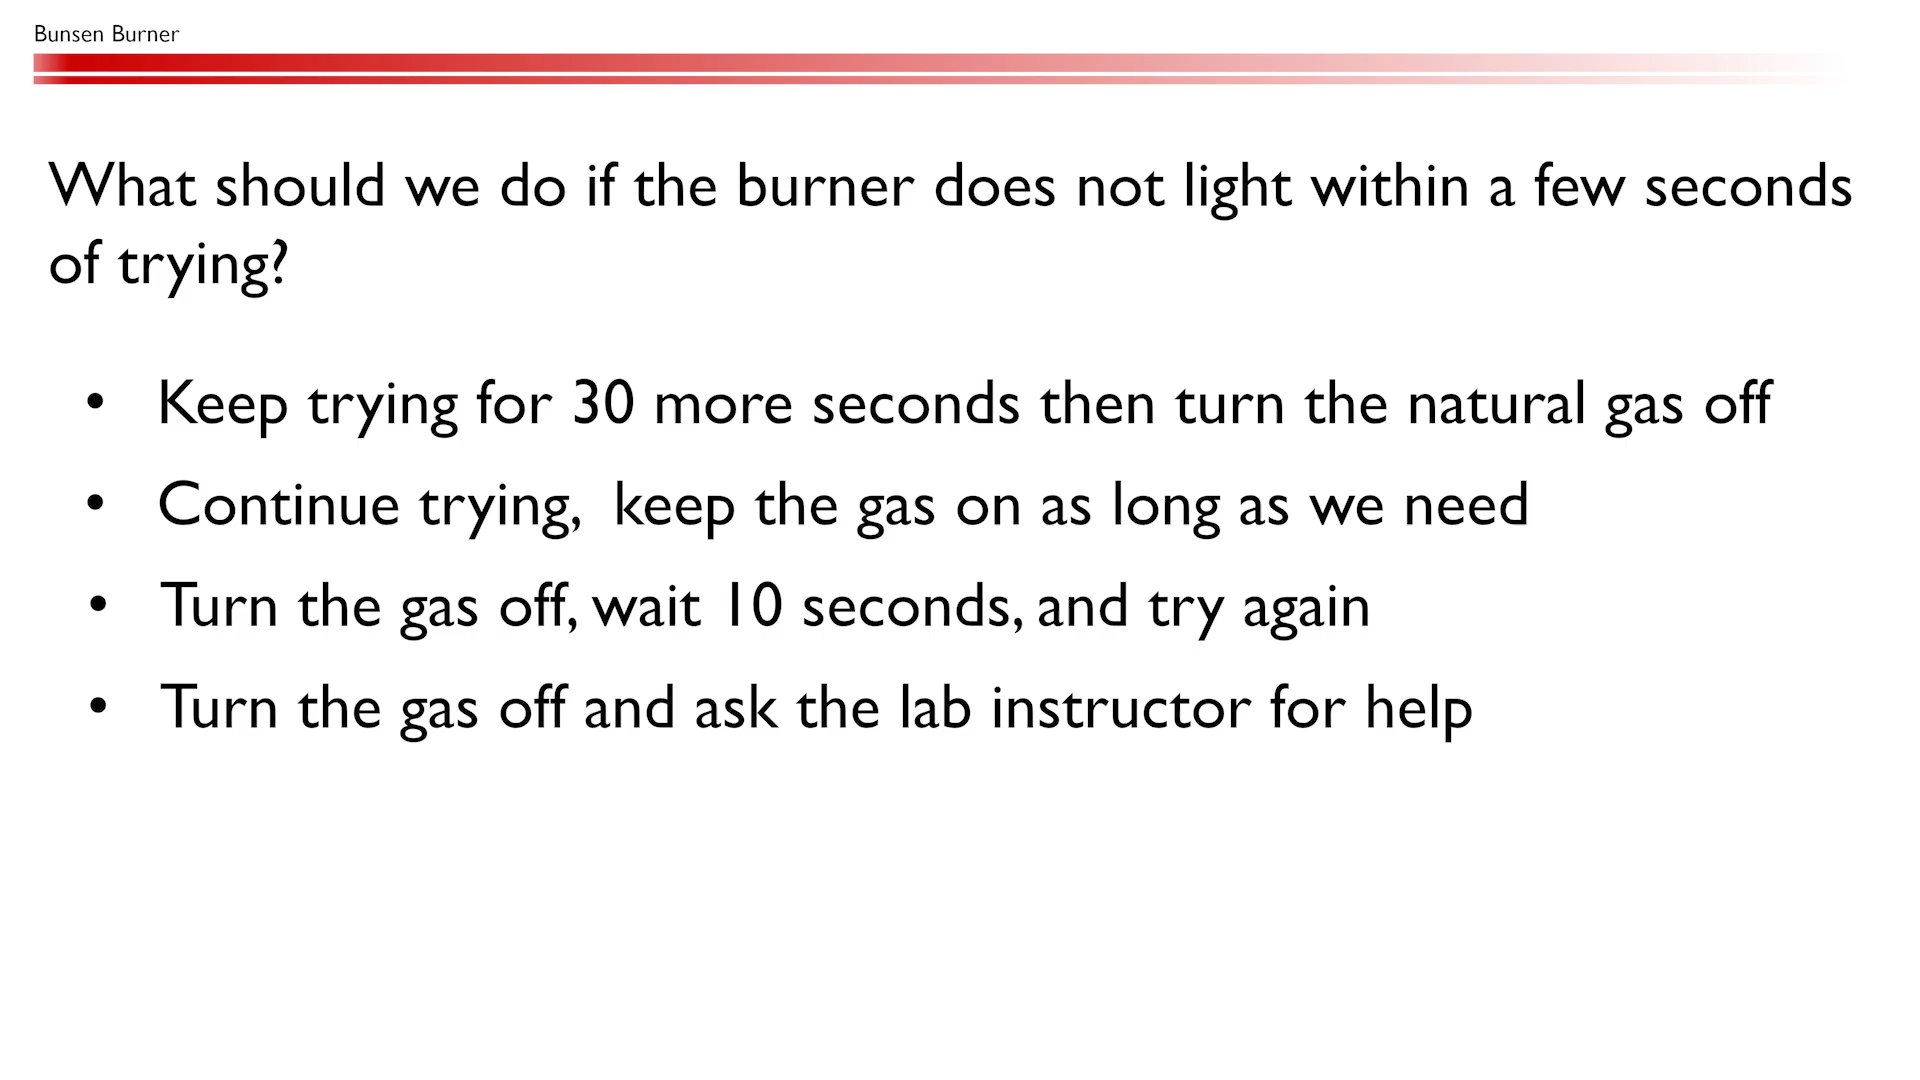 Bunsen Burner
What should we do if the burner does not light within a few seconds
of trying?
• Keep trying for 30 more seconds then turn the natural gas off
• Continue trying,  keep the gas on as long as we need
• Turn the gas off, wait 10 seconds, and try again
• Turn the gas off and ask the lab instructor for help